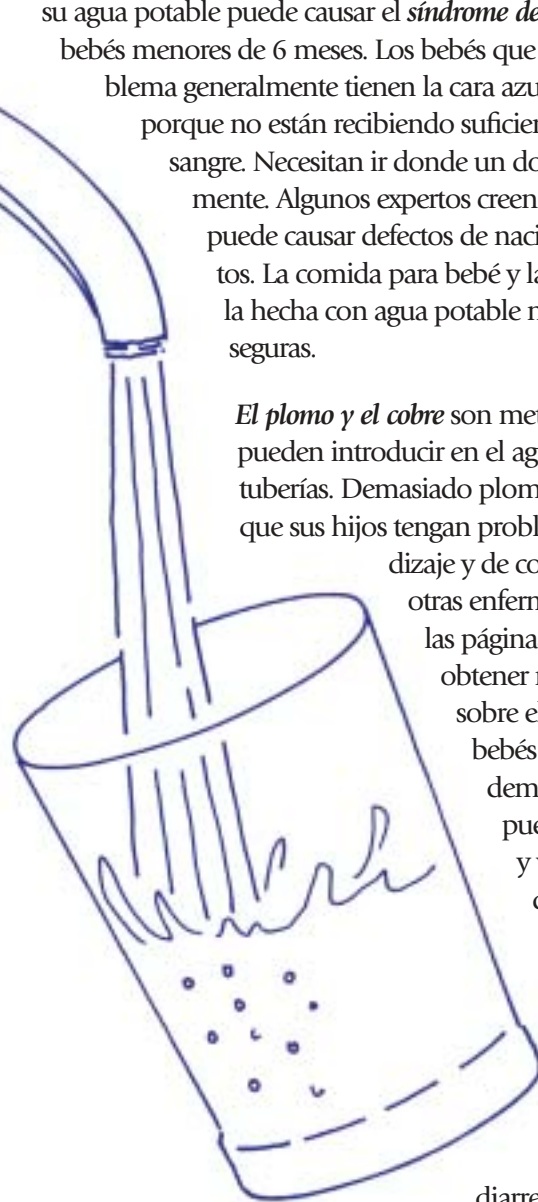 su agua potable puede causar el síndrome de
bebés menores de 6 meses. Los bebés que
blema generalmente tienen la cara azu
porque no están recibiendo suficien
sangre. Necesitan ir donde un do
mente. Algunos expertos creen
puede causar defectos de naci
tos. La comida para bebé y la
la hecha con agua potable n
seguras.
El plomo y el cobre son met
pueden introducir en el ag
tuberías. Demasiado plom
que sus hijos tengan probl
dizaje y de co
otras enfern
las página
obtener
sobre el
bebés
dem
pue
y
diarre